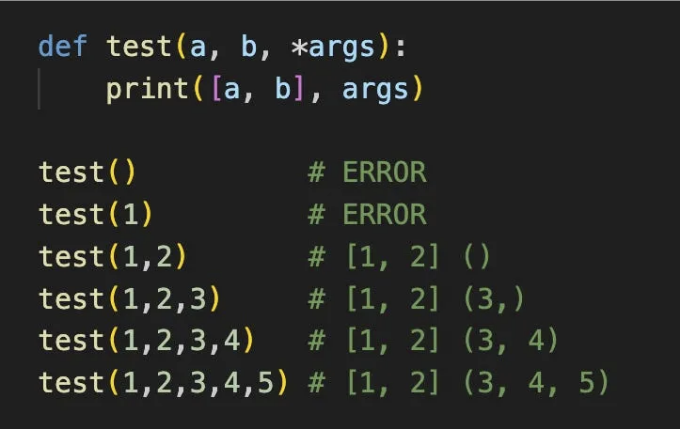 def test(a, b, *args):
    print([a, b], args)

test()          # ERROR
test(1)         # ERROR
test(1,2)       # [1, 2] ()
test(1,2,3)     # [1, 2] (3,)
test(1,2,3,4)   # [1, 2] (3, 4)
test(1,2,3,4,5) # [1, 2] (3, 4, 5)